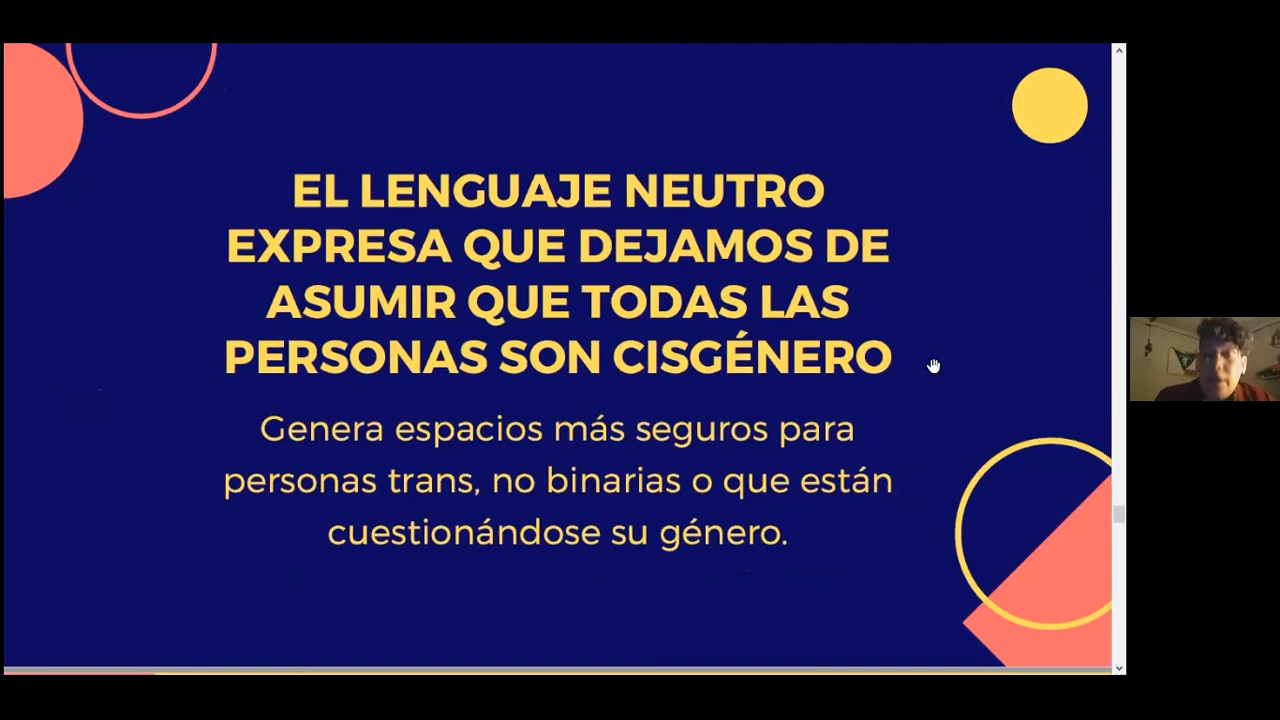 EL LENGUAJE NEUTRO
EXPRESA QUE DEJAMOS DE
ASUMIR QUE TODAS LAS
PERSONAS SON CISGÉNERO
Genera espacios más seguros para
personas trans, no binarias o que están
cuestionándose su género.